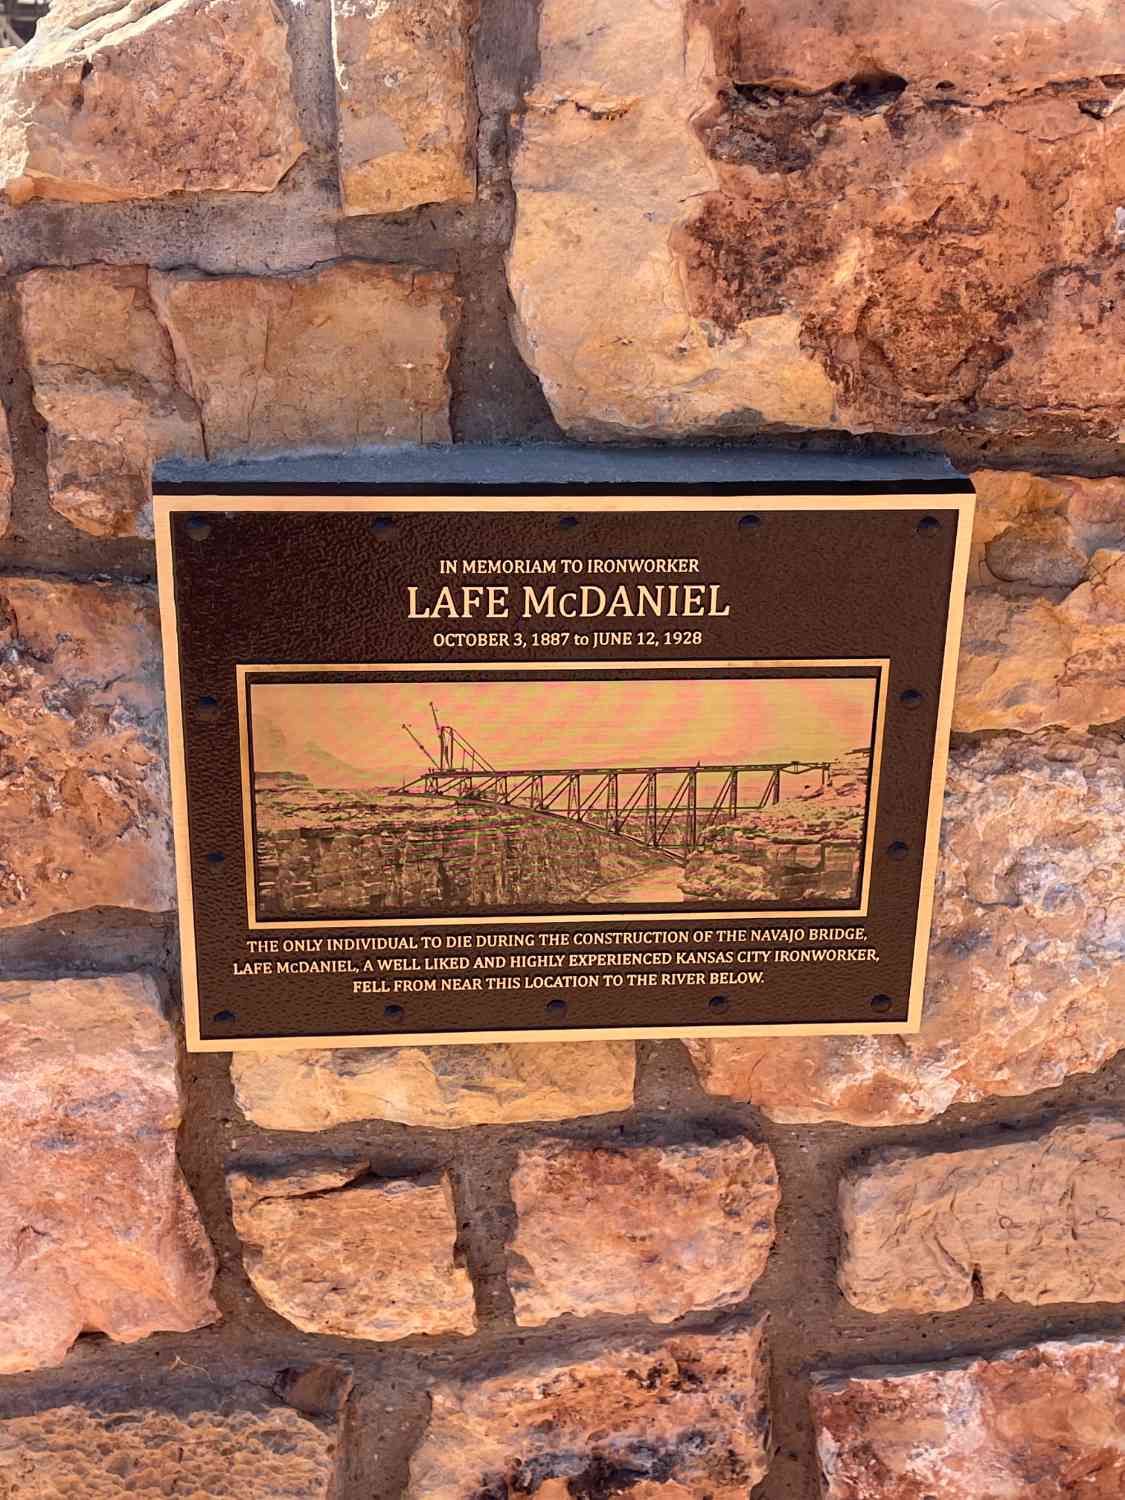 IN MEMORIAM TO IRONWORKER
LAFE McDANIEL
OCTOBER 3, 1887 to JUNE 12, 1928
THE ONLY INDIVIDUAL TO DIE DURING THE CONSTRUCTION OF THE NAVAJO BRIDGE,
LAFE McDANIEL, A WELL LIKED AND HIGHLY EXPERIENCED KANSAS CITY IRONWORKER,
FELL FROM NEAR THIS LOCATION TO THE RIVER BELOW.